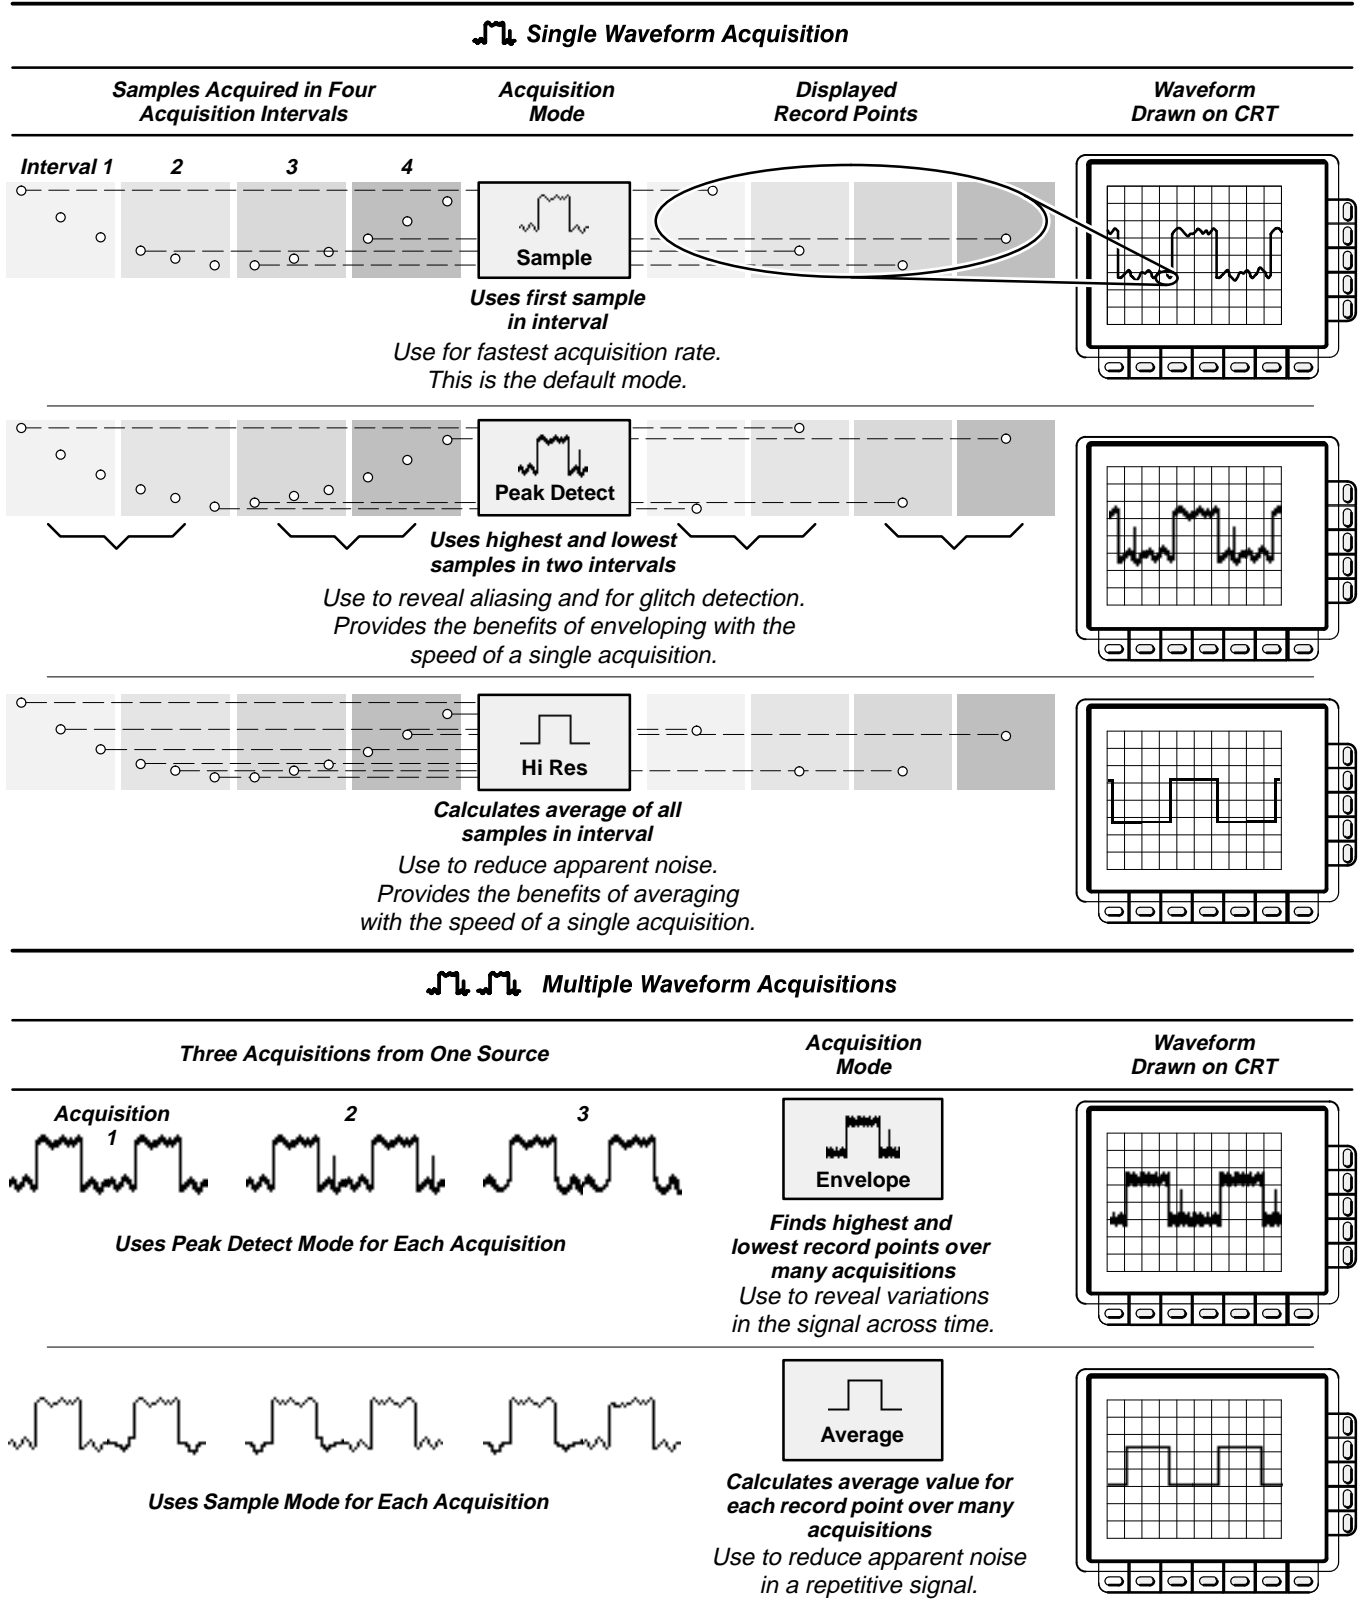 Single Waveform Acquisition
Samples Acquired in Four
Acquisition Intervals
Acquisition
Mode
Displayed
Record Points
Waveform
Drawn on CRT
Interval 1 2 3 4
Sample
Uses first sample
in interval
Use for fastest acquisition rate.
This is the default mode.
Peak Detect
Uses highest and lowest
samples in two intervals
Use to reveal aliasing and for glitch detection.
Provides the benefits of enveloping with the
speed of a single acquisition.
Hi Res
Calculates average of all
samples in interval
Use to reduce apparent noise.
Provides the benefits of averaging
with the speed of a single acquisition.
Multiple Waveform Acquisitions
Three Acquisitions from One Source
Acquisition
Mode
Waveform
Drawn on CRT
Acquisition
1
2
3
Uses Peak Detect Mode for Each Acquisition
Envelope
Finds highest and
lowest record points over
many acquisitions
Use to reveal variations
in the signal across time.
Uses Sample Mode for Each Acquisition
Average
Calculates average value for
each record point over many
acquisitions
Use to reduce apparent noise
in a repetitive signal.